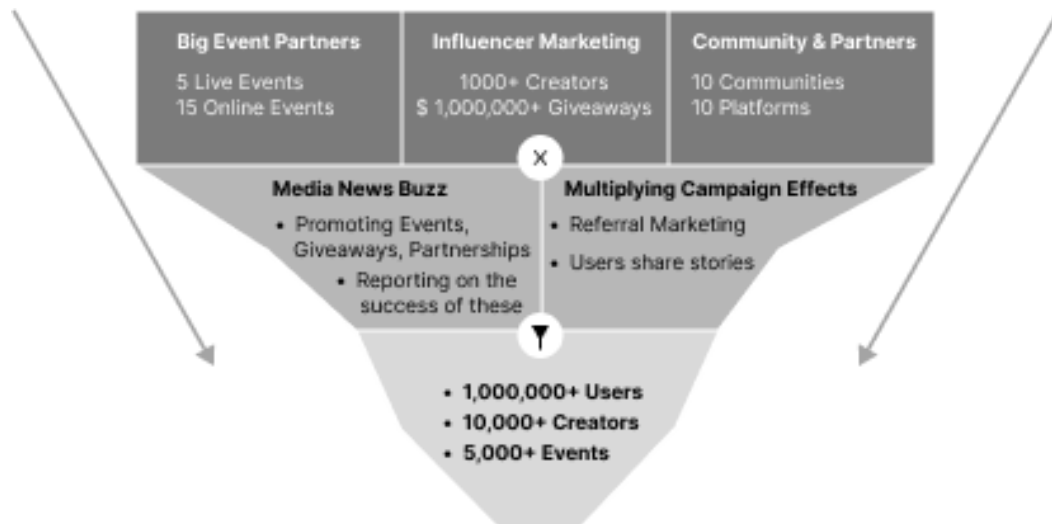 Big Event Partners
5 Live Events
15 Online Events
Influencer Marketing
1000+ Creators
$ 1,000,000+ Giveaways
Community & Partners
10 Communities
10 Platforms
X
Media News Buzz
• Promoting Events,
Giveaways, Partnerships
• Reporting on the
success of these
Multiplying Campaign Effects
• Referral Marketing
• Users share stories
• 1,000,000+ Users
• 10,000+ Creators
• 5,000+ Events